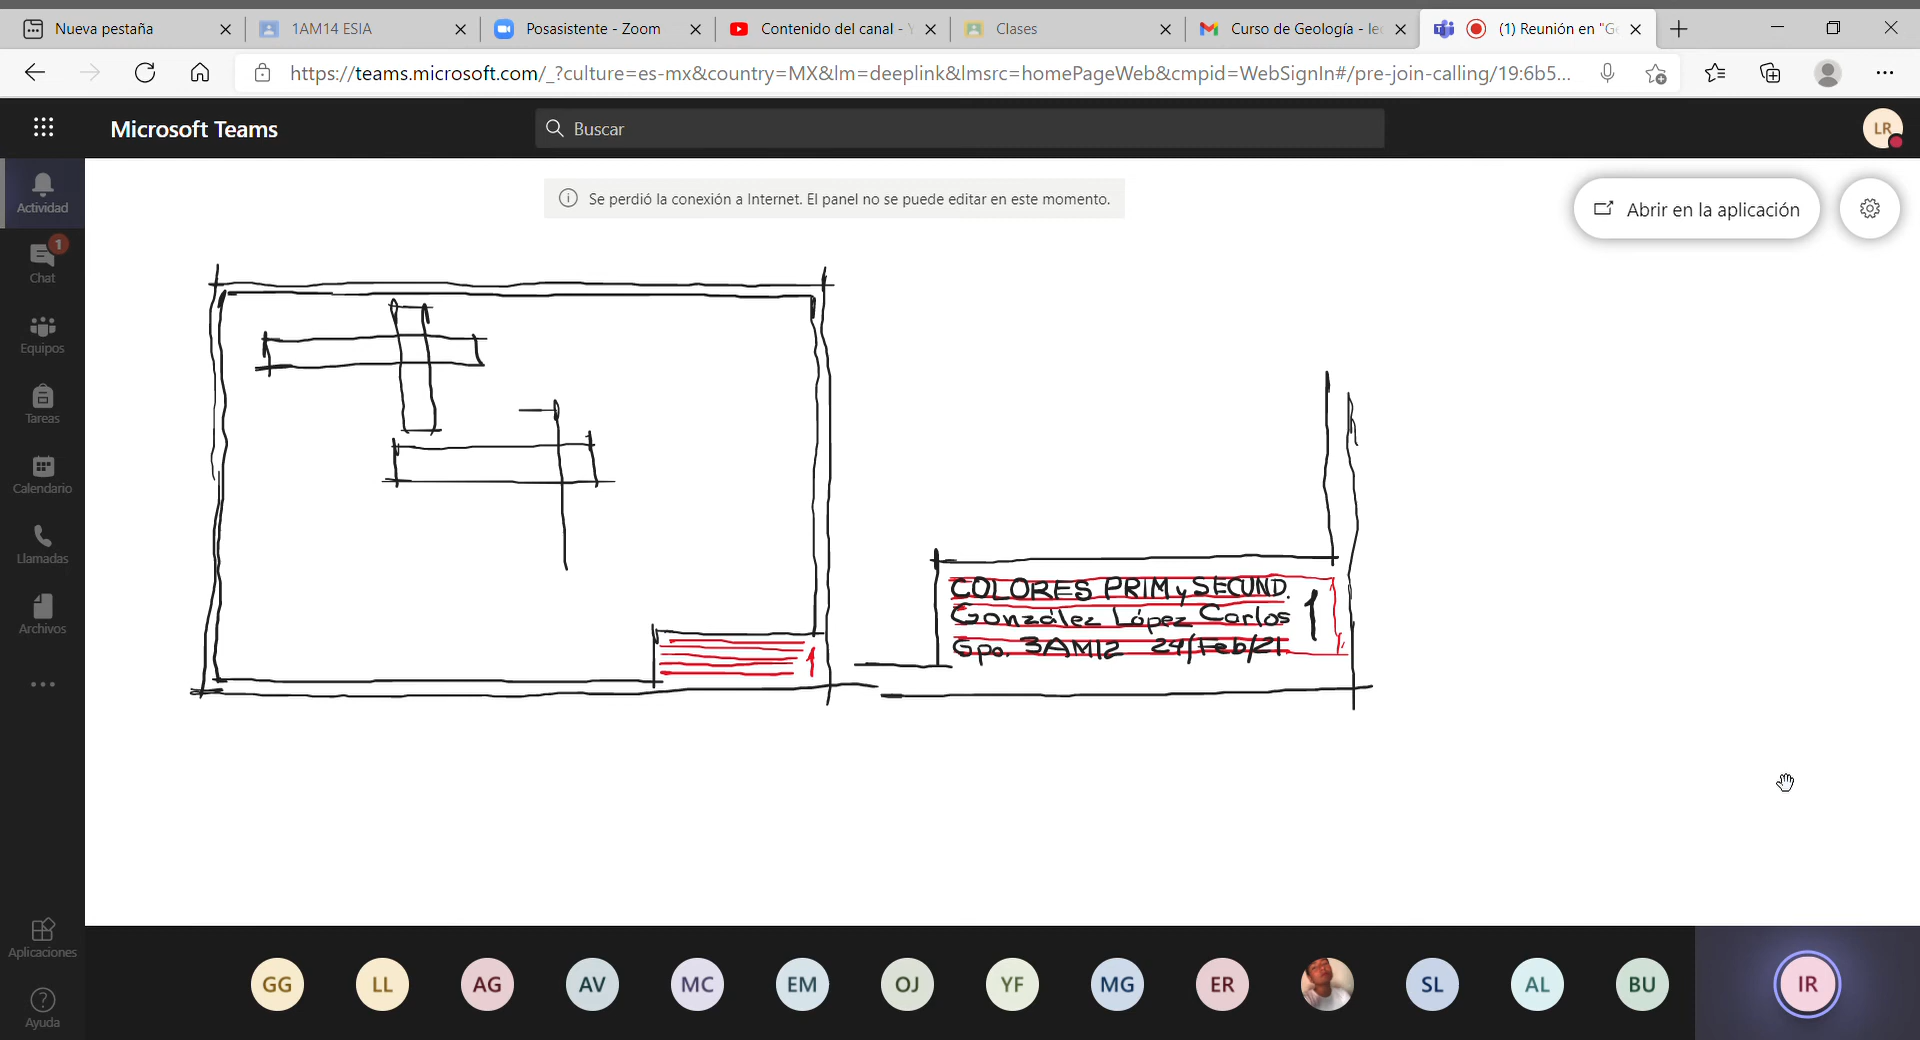 Nueva pestaña
1AM14 ESIA
Posasistente - Zoom
Contenido del canal - Y
Clases
Curso de Geología - le
(1) Reunión en "G
https://teams.microsoft.com/_?culture=es-mx&country=MX&lm=deeplink&lmsrc=homePageWeb&cmpid=WebSignIn#/pre-join-calling/19:6b5...
Microsoft Teams
Buscar
LR
Actividad
1
Chat
Equipos
Tareas
Calendario
Llamadas
Archivos
Aplicaciones
Ayuda
Se perdió la conexión a Internet. El panel no se puede editar en este momento.
Abrir en la aplicación
1
COLORES PRIM y SECUND.
González López Carlos
1
Gpo. 3AM12 24/Feb/21
GG
LL
AG
AV
MC
EM
OJ
YF
MG
ER
SL
AL
BU
IR